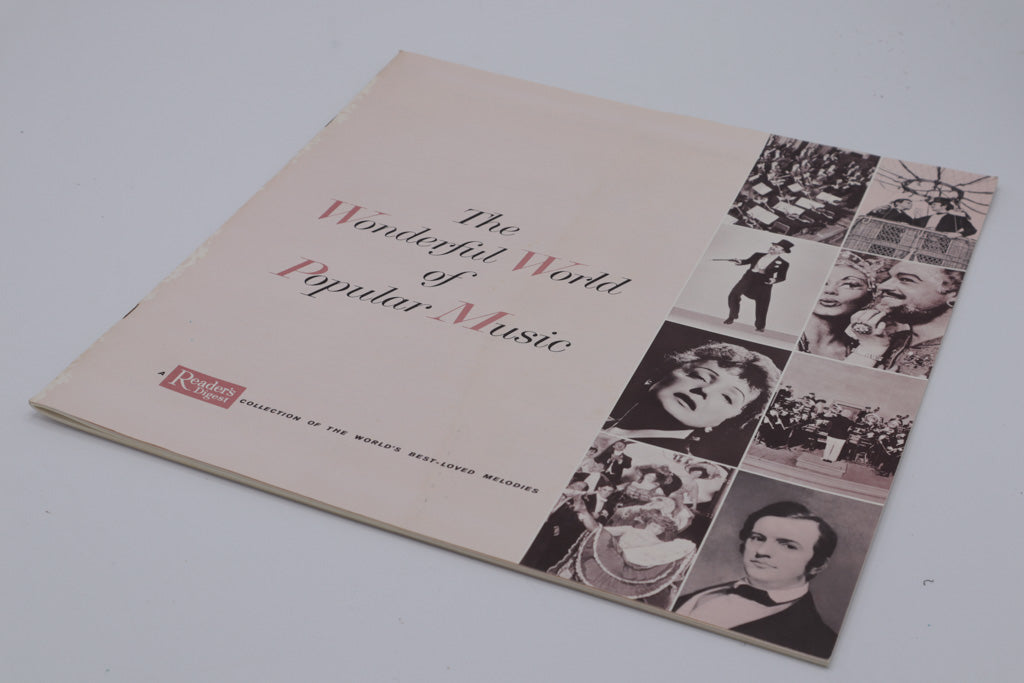 The
Wonderful World
of
Popular Music
A Reader's Digest COLLECTION OF THE WORLD'S BEST-LOVED MELODIES